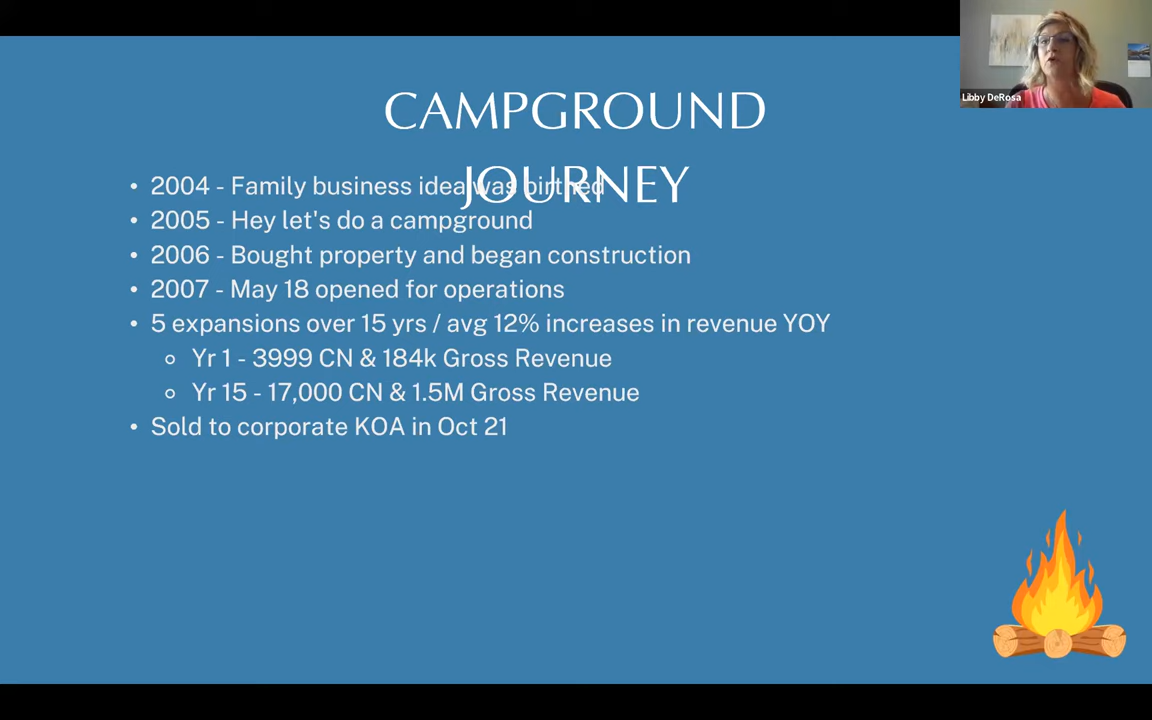 Libby DeRosa
CAMPGROUND
JOURNEY
• 2004 - Family business idea was birthed
• 2005 - Hey let's do a campground
• 2006 - Bought property and began construction
• 2007 - May 18 opened for operations
• 5 expansions over 15 yrs / avg 12% increases in revenue YOY
○ Yr 1 - 3999 CN & 184k Gross Revenue
○ Yr 15 - 17,000 CN & 1.5M Gross Revenue
• Sold to corporate KOA in Oct 21